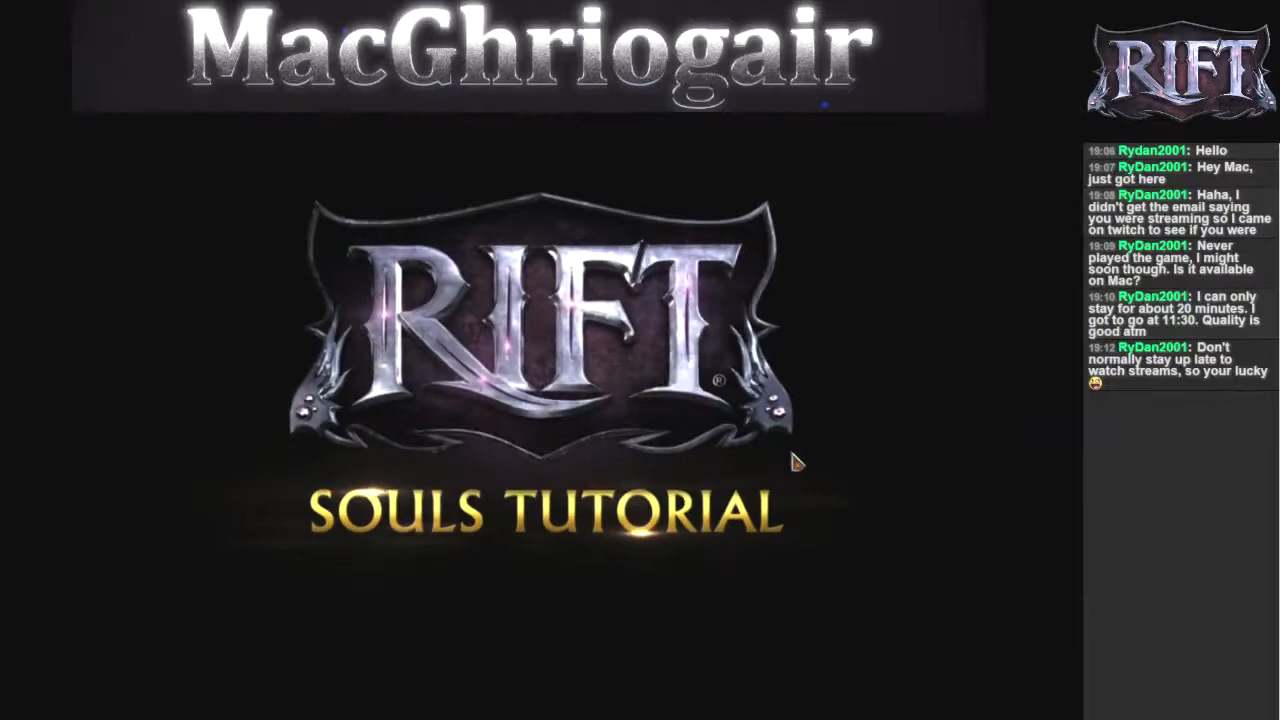 MacGhriogair
RIFT
RIFT
®
SOULS TUTORIAL
19:06 Rydan2001: Hello
19:07 RyDan2001: Hey Mac,
just got here
19:08 RyDan2001: Haha, I
didn't get the email saying
you were streaming so I came
on twitch to see if you were
19:09 RyDan2001: Never
played the game, I might
soon though. Is it available
on Mac?
19:10 RyDan2001: I can only
stay for about 20 minutes. I
got to go at 11:30. Quality is
good atm
19:12 RyDan2001: Don't
normally stay up late to
watch streams, so your lucky